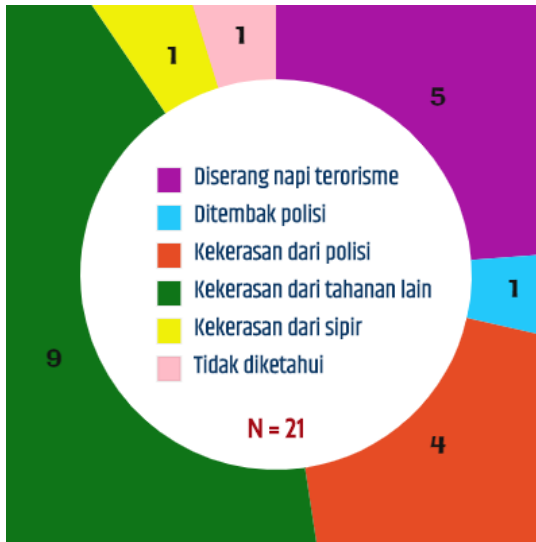 1
1
5
Diserang napi terorisme
Ditembak polisi
Kekerasan dari polisi
Kekerasan dari tahanan lain
Kekerasan dari sipir
Tidak diketahui
1
9
N = 21
4